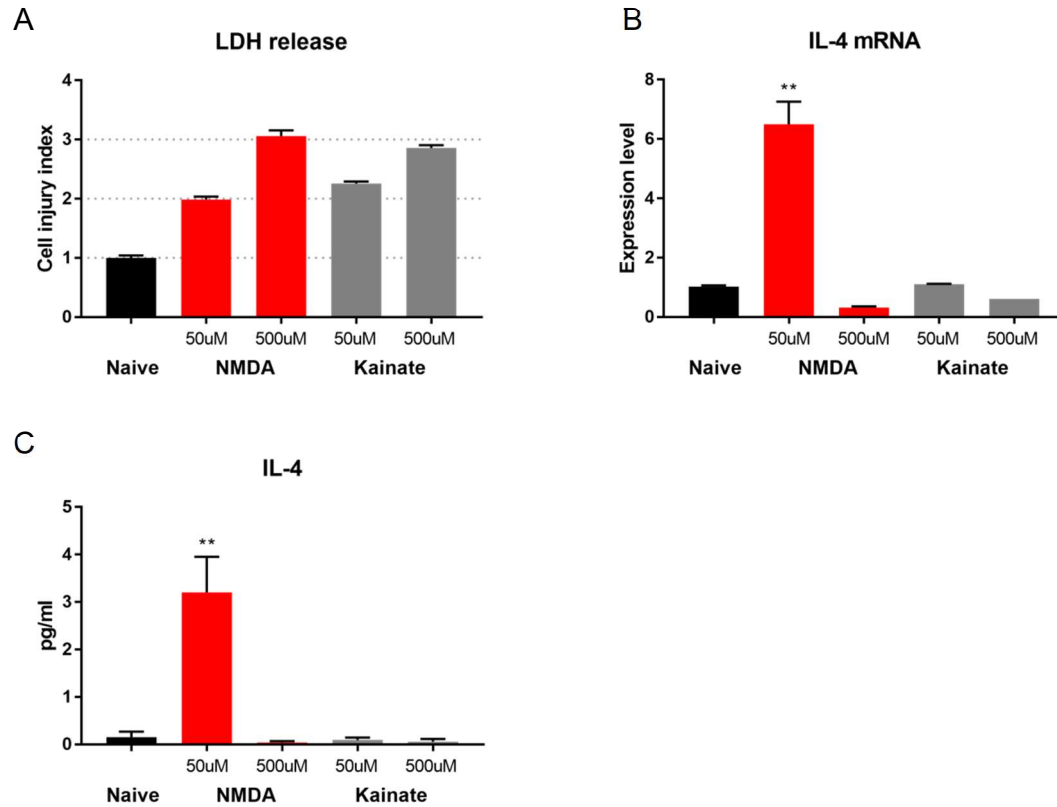 A
LDH release
4
3
2
1
0
Cell injury index
50uM 500uM 50uM 500uM
Naive NMDA Kainate
B
IL-4 mRNA
8
6
4
2
0
Expression level
**
50uM 500uM 50uM 500uM
Naive NMDA Kainate
C
IL-4
5
4
3
2
1
0
pg/ml
**
50uM 500uM 50uM 500uM
Naive NMDA Kainate